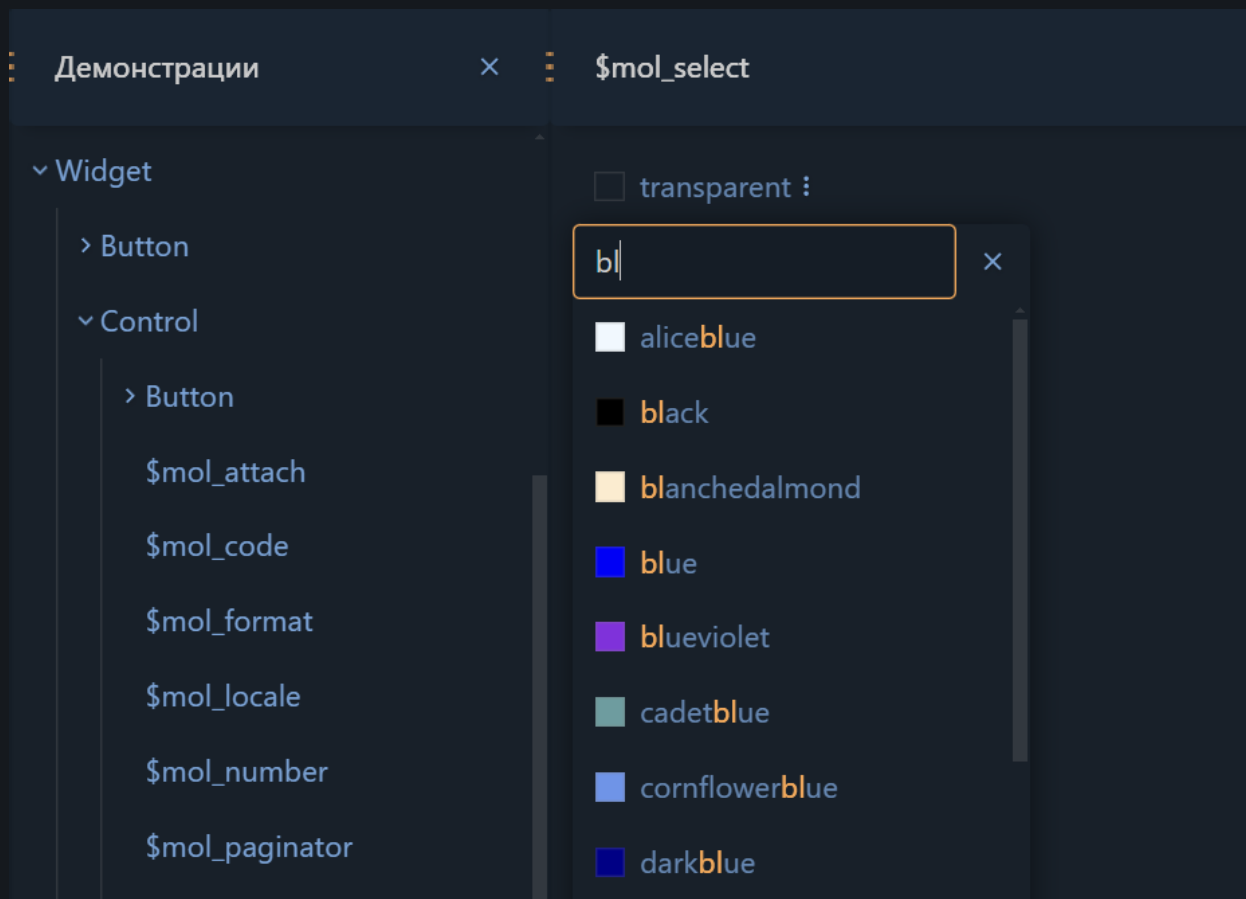 Демонстрации
Widget
Button
Control
Button
$mol_attach
$mol_code
$mol_format
$mol_locale
$mol_number
$mol_paginator
$mol_select
transparent
bl
aliceblue
black
blanchedalmond
blue
blueviolet
cadetblue
cornflowerblue
darkblue